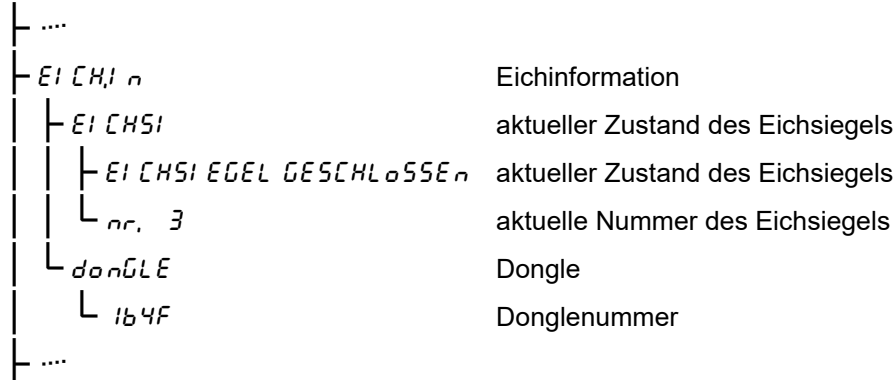 ....
EICH,In Eichinformation
EICHSI aktueller Zustand des Eichsiegels
EICHSIEGEL GESCHLoSSEn aktueller Zustand des Eichsiegels
nr. 3 aktuelle Nummer des Eichsiegels
donGLE Dongle
1b4F Donglenummer
....